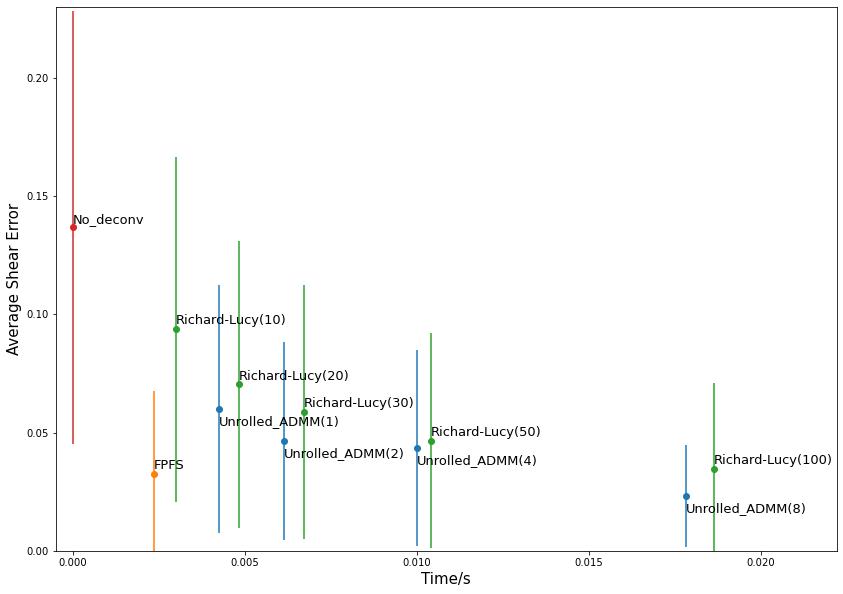 0.20
0.15
0.10
0.05
0.00
Average Shear Error
No_deconv
Richard-Lucy(10)
Richard-Lucy(20)
Richard-Lucy(30)
Unrolled_ADMM(1)
Richard-Lucy(50)
Unrolled_ADMM(2)
Unrolled_ADMM(4)
FPFS
Richard-Lucy(100)
Unrolled_ADMM(8)
0.000
0.005
0.010
0.015
0.020
Time/s